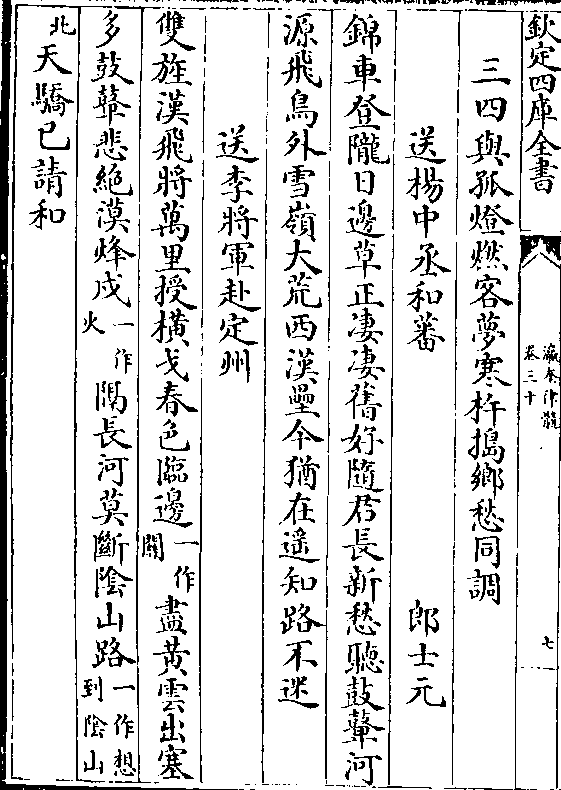 欽定四庫全書
瀛奎律髓
卷三十
七
三四與孤燈燃客夢寒杵搗鄉愁同調
送楊中丞和蕃 郎士元
錦車登隴日邊草正凄凄舊好隨君長新愁聽鼓鼙河
源飛鳥外雪嶺大荒西漢壘今猶在遥知路不迷
送李將軍赴定州
雙旌漢飛將萬里授橫戈春色臨邊一作關盡黄雲出塞
多鼓鼙悲絶漠烽戍一作火隔長河莫斷陰山路一作想到陰山
北天驕已請和